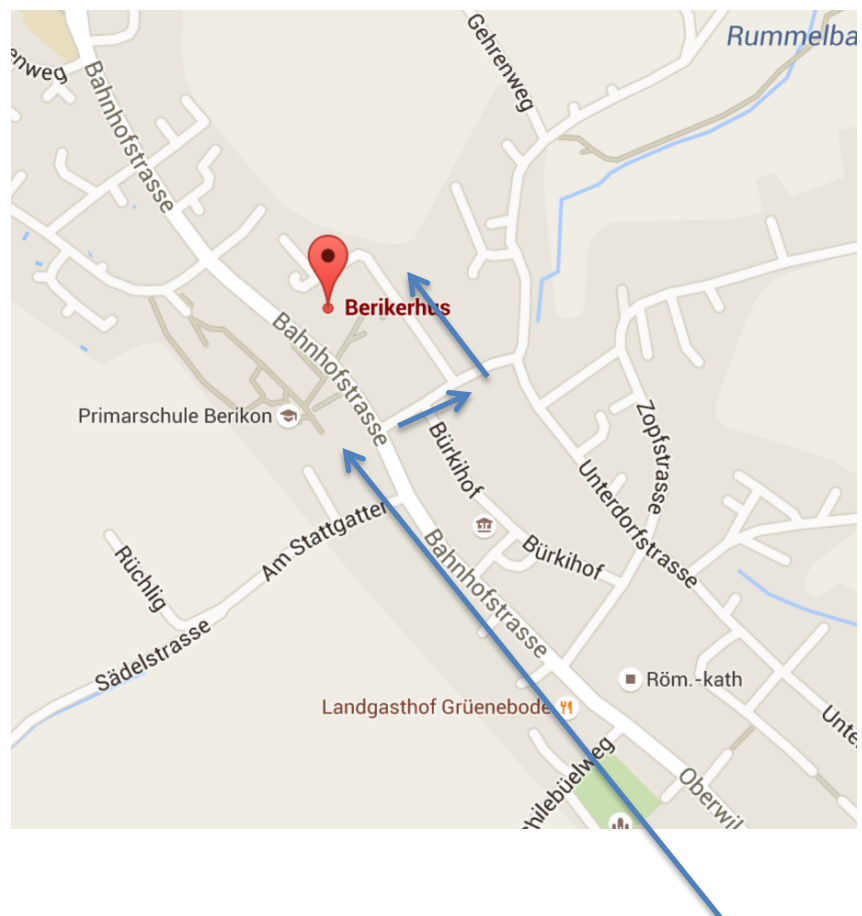 Rummelba
Gehrenweg
enweg
Bahnhofstrasse
Berikerhus
Bahnhofstrasse
Primarschule Berikon
Zopfstrasse
Bürkihof
Unterdorfstrasse
Am Stattgatter
Bahnhofstrasse
Bürkihof
Rüchlig
Sädelstrasse
Röm.-kath
Landgasthof Grüenebode
Unte
Oberwil
hilebüelweg